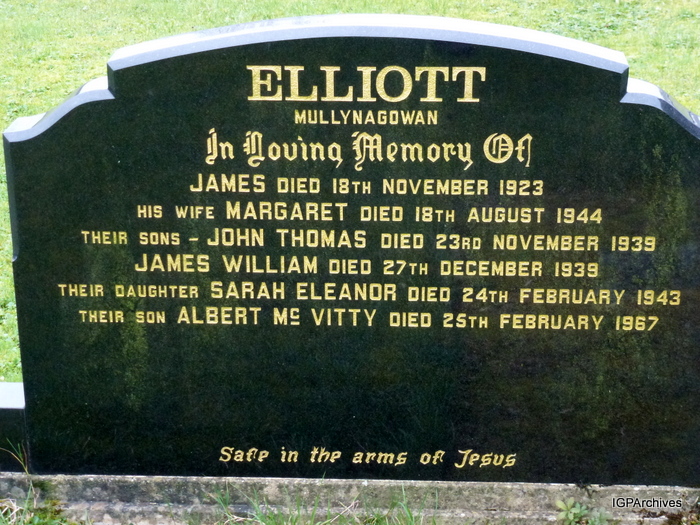 ELLIOTT
MULLYNAGOWAN
In Loving Memory Of
JAMES DIED 18TH NOVEMBER 1923
HIS WIFE MARGARET DIED 18TH AUGUST 1944
THEIR SONS - JOHN THOMAS DIED 23RD NOVEMBER 1939
JAMES WILLIAM DIED 27TH DECEMBER 1939
THEIR DAUGHTER SARAH ELEANOR DIED 24TH FEBRUARY 1943
THEIR SON ALBERT Mc VITTY DIED 25TH FEBRUARY 1967
Safe in the arms of Jesus
IGPArchives